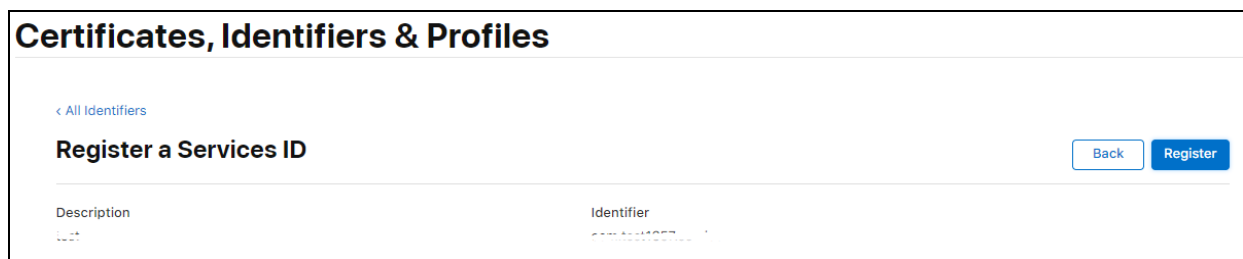 Certificates, Identifiers & Profiles
< All Identifiers
Register a Services ID
Back Register
Description Identifier